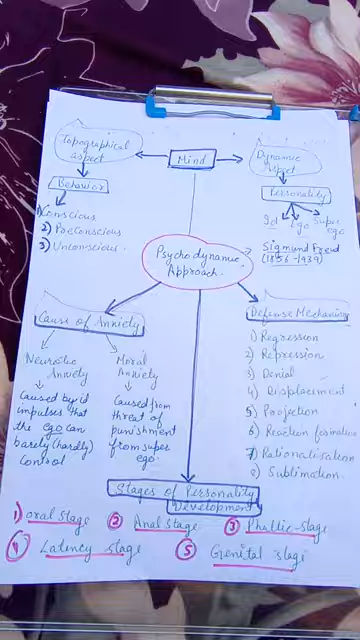 Topographical aspect
Mind
Dynamic Aspect
Behavior
1) Conscious
2) Preconscious
3) Unconscious.
Personality
Id Ego Super ego
Psychodynamic Approach.
Sigmund Freud
(1856-1939)
Cause of Anxiety
Neurotic Anxiety
Caused by id
impulses that
the ego can
barely (hardly)
control
Moral Anxiety
Caused from
threat of
punishment
from super
ego.
Defense Mechanism
1) Regression
2) Repression
3) Denial
4) Displacement
5) Projection
6) Reaction formation
7) Rationalisation
8) Sublimation.
Stages of Personality
Development
1) oral stage
2) Anal stage
3) Phallic-stage
4) Latency stage
5) Genital stage